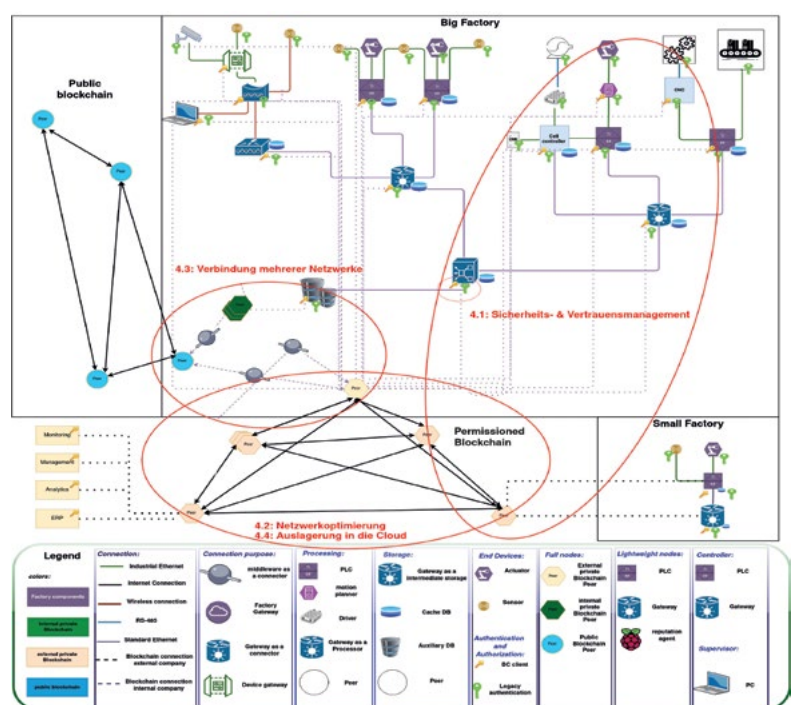 Big Factory
Public
blockchain
Peer
Peer
Peer
Peer
CNC
Cell
controller
4.3: Verbindung mehrerer Netzwerke
4.1: Sicherheits- & Vertrauensmanagement
Peer
Peer
Peer
Peer
Peer
Permissioned
Blockchain
Small Factory
Monitoring
Management
Analytics
ERP
4.2: Netzwerkoptimierung
4.4: Auslagerung in die Cloud
Legend
colors:
Factory components
internal private
Blockchain
external private
Blockchain
public blockchain
Connection:
Industrial Ethernet
Internet Connection
Wireless connection
RS-485
Standard Ethernet
Blockchain connection
external company
Blockchain connection
internal company
Connection purpose:
middleware as
a connector
Factory
Gateway
Gateway as a
connector
Device gateway
Processing:
PLC
motion
planner
Driver
Gateway as a
Processor
Peer
Storage:
Gateway as a
intermediate storage
Cache DB
Auxiliary DB
Peer
End Devices:
Actuator
Sensor
Authentication
and
Authorization:
BC client
Legacy
authentication
Full nodes:
Peer
External
private
Blockchain
Peer
Internal
private
Blockchain
Peer
Peer
Public
Blockchain
Peer
Lightweight nodes:
PLC
Gateway
reputation
agent
Controller:
PLC
Gateway
Supervisor:
PC